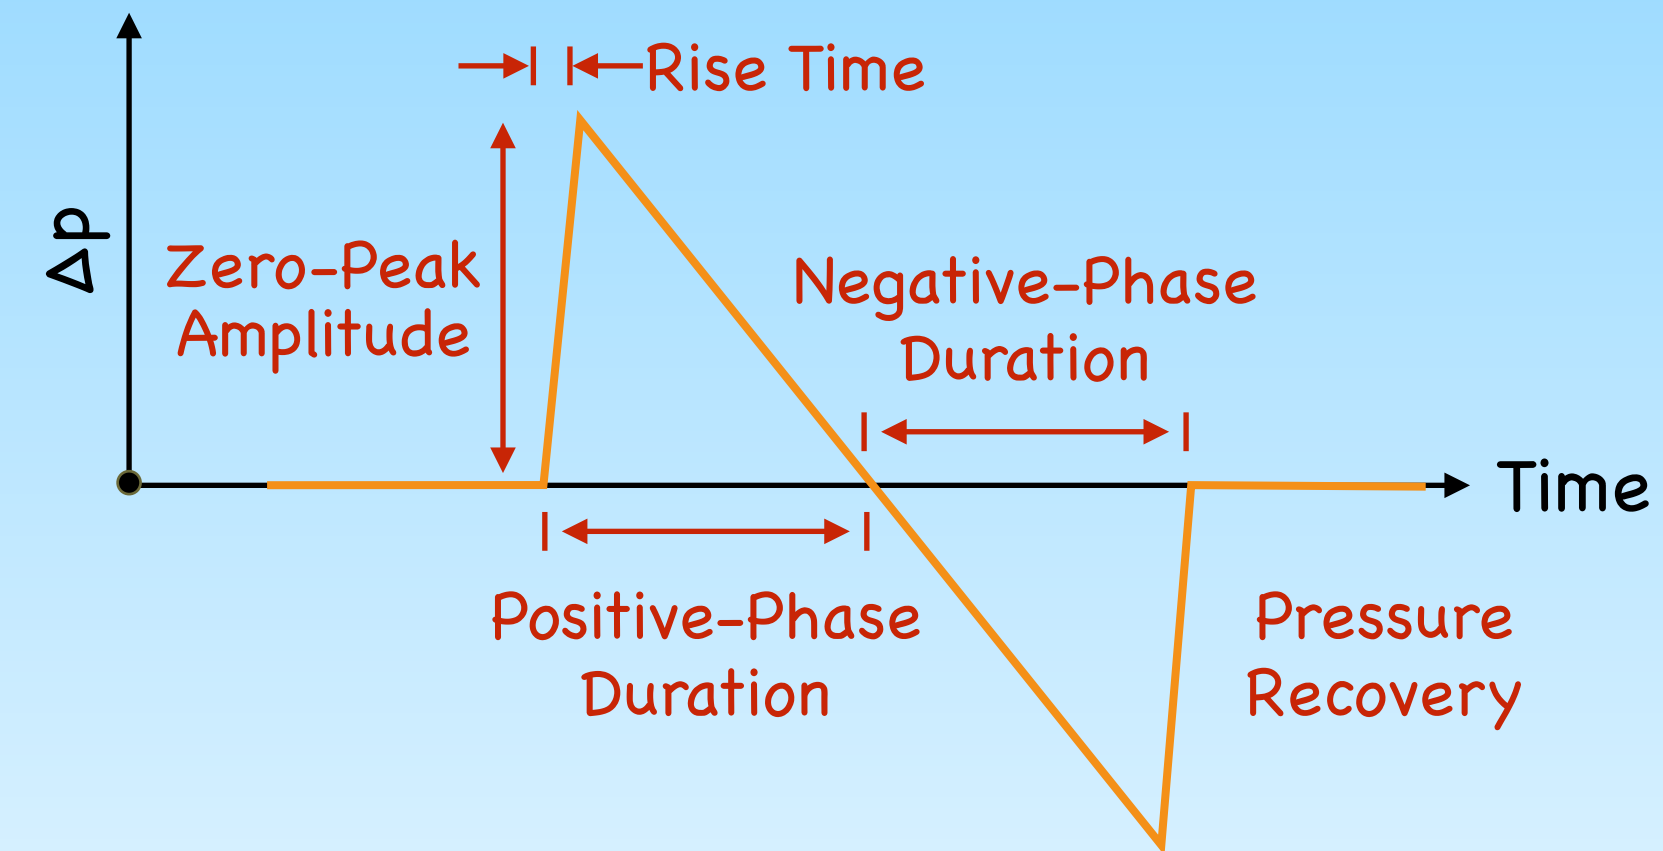 Rise Time
Δp
Zero-Peak
Amplitude
Negative-Phase
Duration
Time
Positive-Phase
Duration
Pressure
Recovery